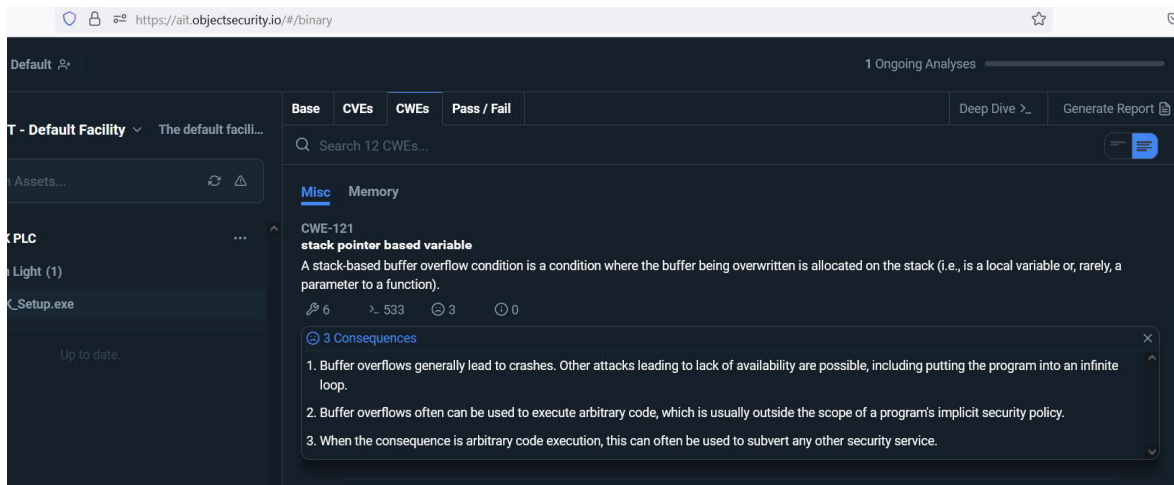 https://ait.objectsecurity.io/#/binary
Default
1 Ongoing Analyses
Base CVEs CWEs Pass / Fail
Deep Dive >_ Generate Report
T - Default Facility The default facili...
Search 12 CWEs...
Assets...
Misc Memory
CWE-121
PLC ...
stack pointer based variable
A stack-based buffer overflow condition is a condition where the buffer being overwritten is allocated on the stack (i.e., is a local variable or, rarely, a
Light (1)
parameter to a function).
_Setup.exe
6 >_ 533 3 0
3 Consequences
Up to date.
1. Buffer overflows generally lead to crashes. Other attacks leading to lack of availability are possible, including putting the program into an infinite
loop.
2. Buffer overflows often can be used to execute arbitrary code, which is usually outside the scope of a program's implicit security policy.
3. When the consequence is arbitrary code execution, this can often be used to subvert any other security service.